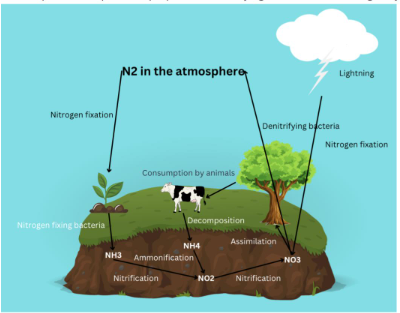 N2 in the atmosphere
Lightning
Nitrogen fixation
Denitrifying bacteria
Nitrogen fixation
Consumption by animals
Nitrogen fixing bacteria
Decomposition
Assimilation
NH4
NH3
Ammonification
NO3
Nitrification
NO2
Nitrification